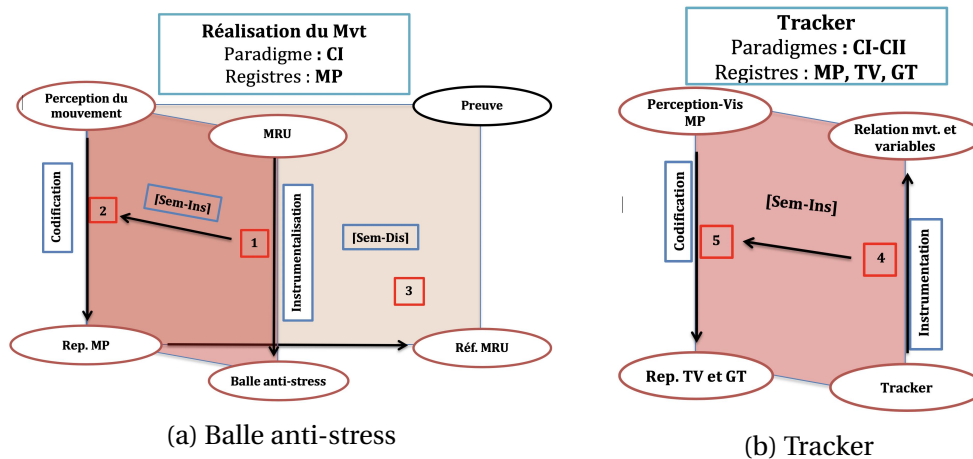 Réalisation du Mvt
Paradigme : CI
Registres : MP
Perception du
mouvement
MRU
Preuve
Codification
2
[Sem-Ins]
1
Instrumentalisation
[Sem-Dis]
3
Rep. MP
Balle anti-stress
Réf. MRU
(a) Balle anti-stress
Tracker
Paradigmes : CI-CII
Registres : MP, TV, GT
Perception-Vis
MP
Relation mvt. et
variables
Codification
5
[Sem-Ins]
4
Instrumentation
Rep. TV et GT
Tracker
(b) Tracker